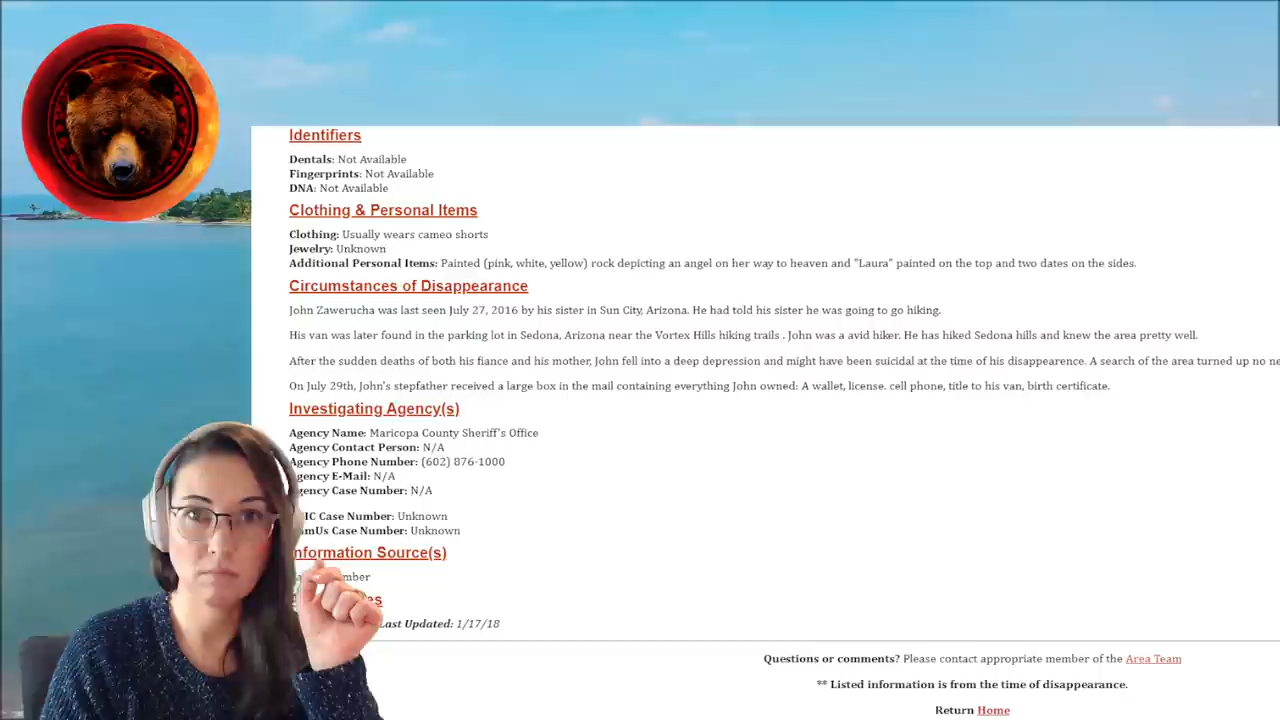 Identifiers
Dentals: Not Available
Fingerprints: Not Available
DNA: Not Available
Clothing & Personal Items
Clothing: Usually wears cameo shorts
Jewelry: Unknown
Additional Personal Items: Painted (pink, white, yellow) rock depicting an angel on her way to heaven and "Laura" painted on the top and two dates on the sides.
Circumstances of Disappearance
John Zawerucha was last seen July 27, 2016 by his sister in Sun City, Arizona. He had told his sister he was going to go hiking.
His van was later found in the parking lot in Sedona, Arizona near the Vortex Hills hiking trails . John was a avid hiker. He has hiked Sedona hills and knew the area pretty well.
After the sudden deaths of both his fiance and his mother, John fell into a deep depression and might have been suicidal at the time of his disappearence. A search of the area turned up no
On July 29th, John's stepfather received a large box in the mail containing everything John owned: A wallet, license. cell phone, title to his van, birth certificate.
Investigating Agency(s)
Agency Name: Maricopa County Sheriff's Office
Agency Contact Person: N/A
Agency Phone Number: (602) 876-1000
gency E-Mail: N/A
gency Case Number: N/A
IC Case Number: Unknown
amUs Case Number: Unknown
nformation Source(s)
Last Updated: 1/17/18
Questions or comments? Please contact appropriate member of the Area Team
** Listed information is from the time of disappearance.
Return Home